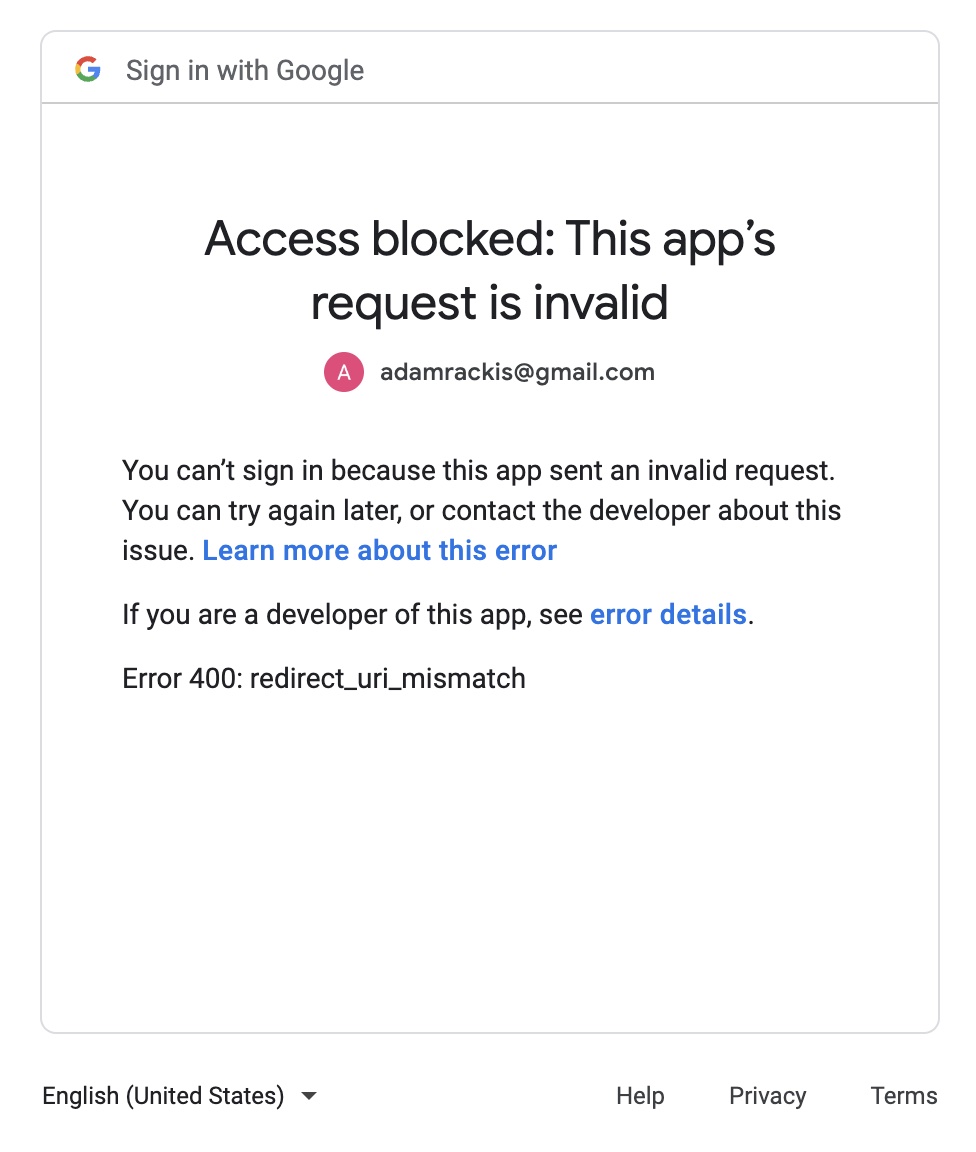 Sign in with Google
Access blocked: This app’s
request is invalid
A adamrackis@gmail.com
You can’t sign in because this app sent an invalid request.
You can try again later, or contact the developer about this
issue. Learn more about this error
If you are a developer of this app, see error details.
Error 400: redirect_uri_mismatch
English (United States) Help Privacy Terms